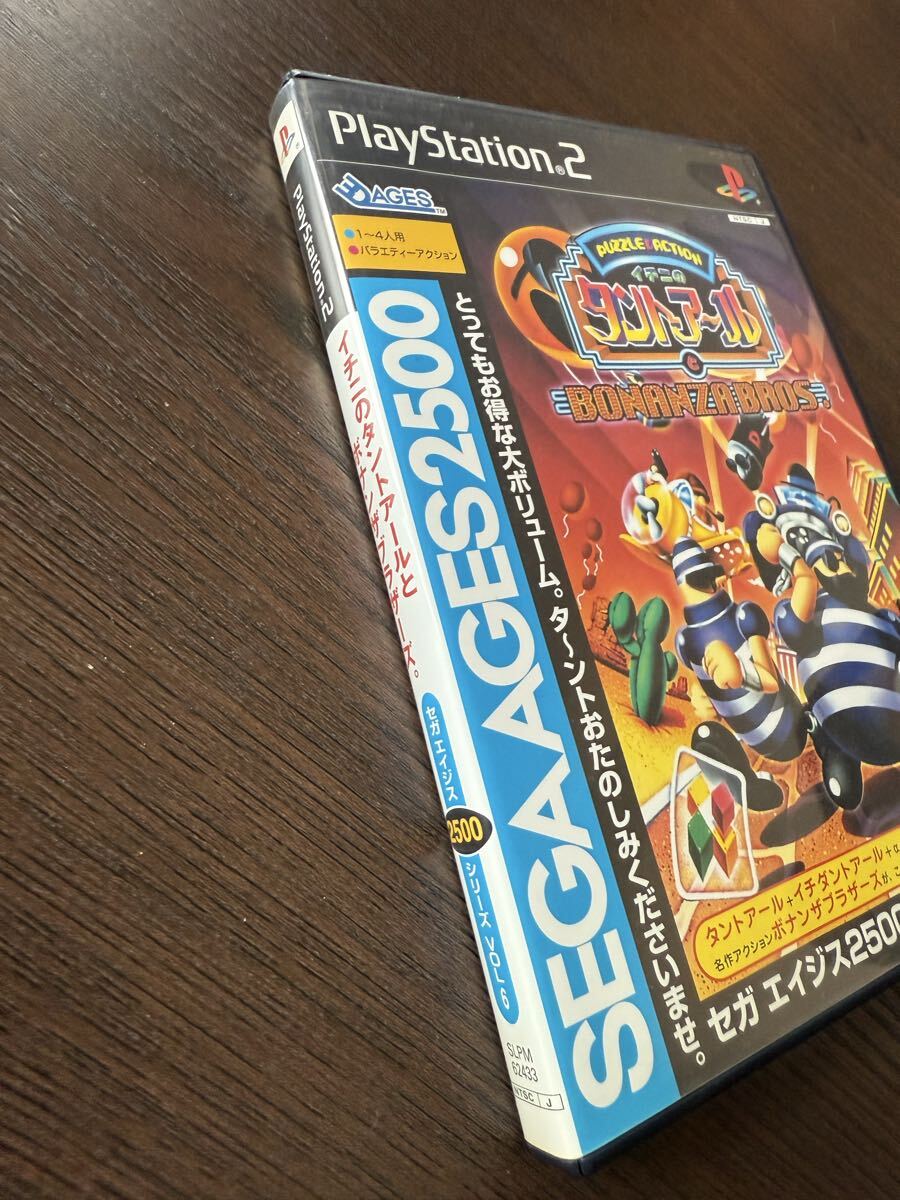 PlayStation®2
NTSC J
3D AGES™
●1〜4人用
●バラエティーアクション
SEGA AGES 2500
とってもお得な大ボリューム。タ〜ントおたのしみくださいませ。
PUZZLE & ACTION
イチニの
タントアール
と
BONANZA BROS.
タントアール+イチダントアール+α
名作アクションボナンザブラザーズが、こ
セガ エイジス2500
PlayStation®2
イチニのタントアールと
ボナンザブラザーズ。
セガ エイジス
2500
シリーズ VOL 6
SLPM
62433
NTSC J